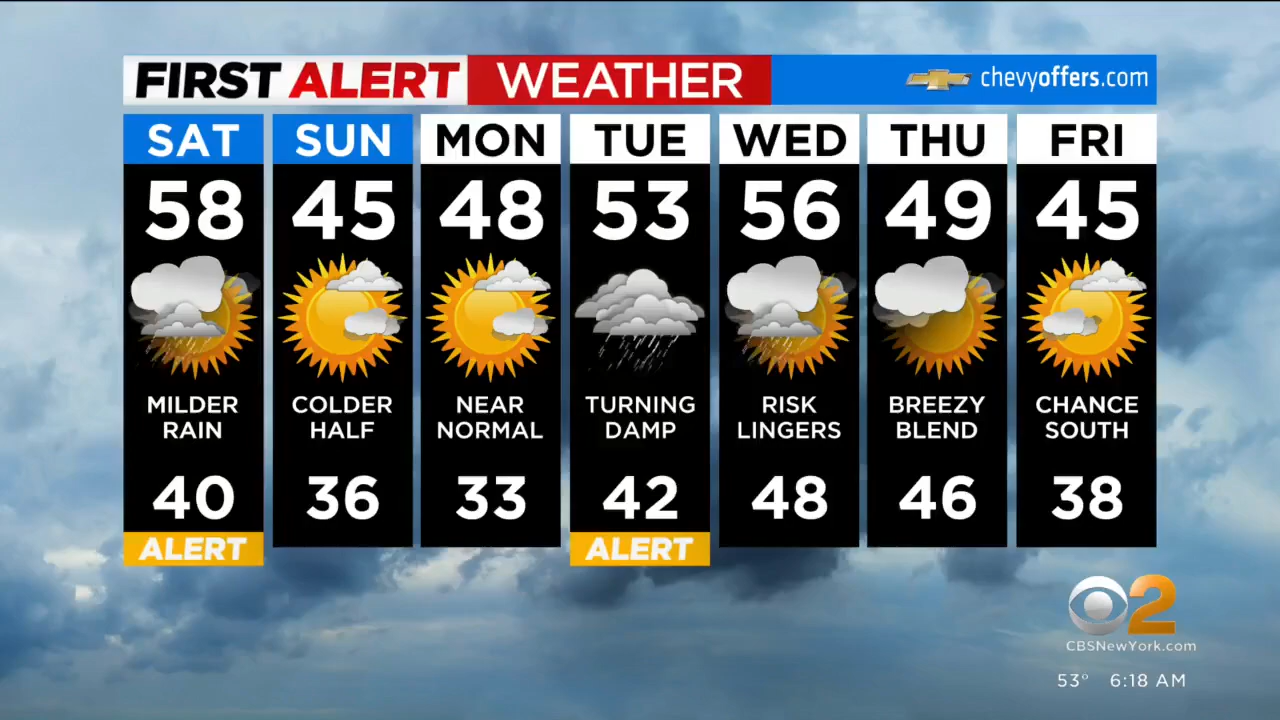 FIRST ALERT WEATHER
chevyoffers.com
SAT SUN MON TUE WED THU FRI
58 45 48 53 56 49 45
MILDER COLDER NEAR TURNING RISK BREEZY CHANCE
RAIN HALF NORMAL DAMP LINGERS BLEND SOUTH
40 36 33 42 48 46 38
ALERT ALERT
2
CBSNewYork.com
53° 6:18 AM